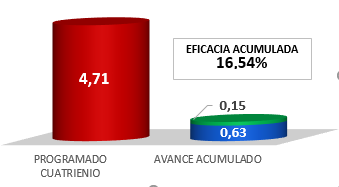 EFICACIA ACUMULADA
16,54%
4,71
0,15
0,63
PROGRAMADO
CUATRIENIO
AVANCE ACUMULADO